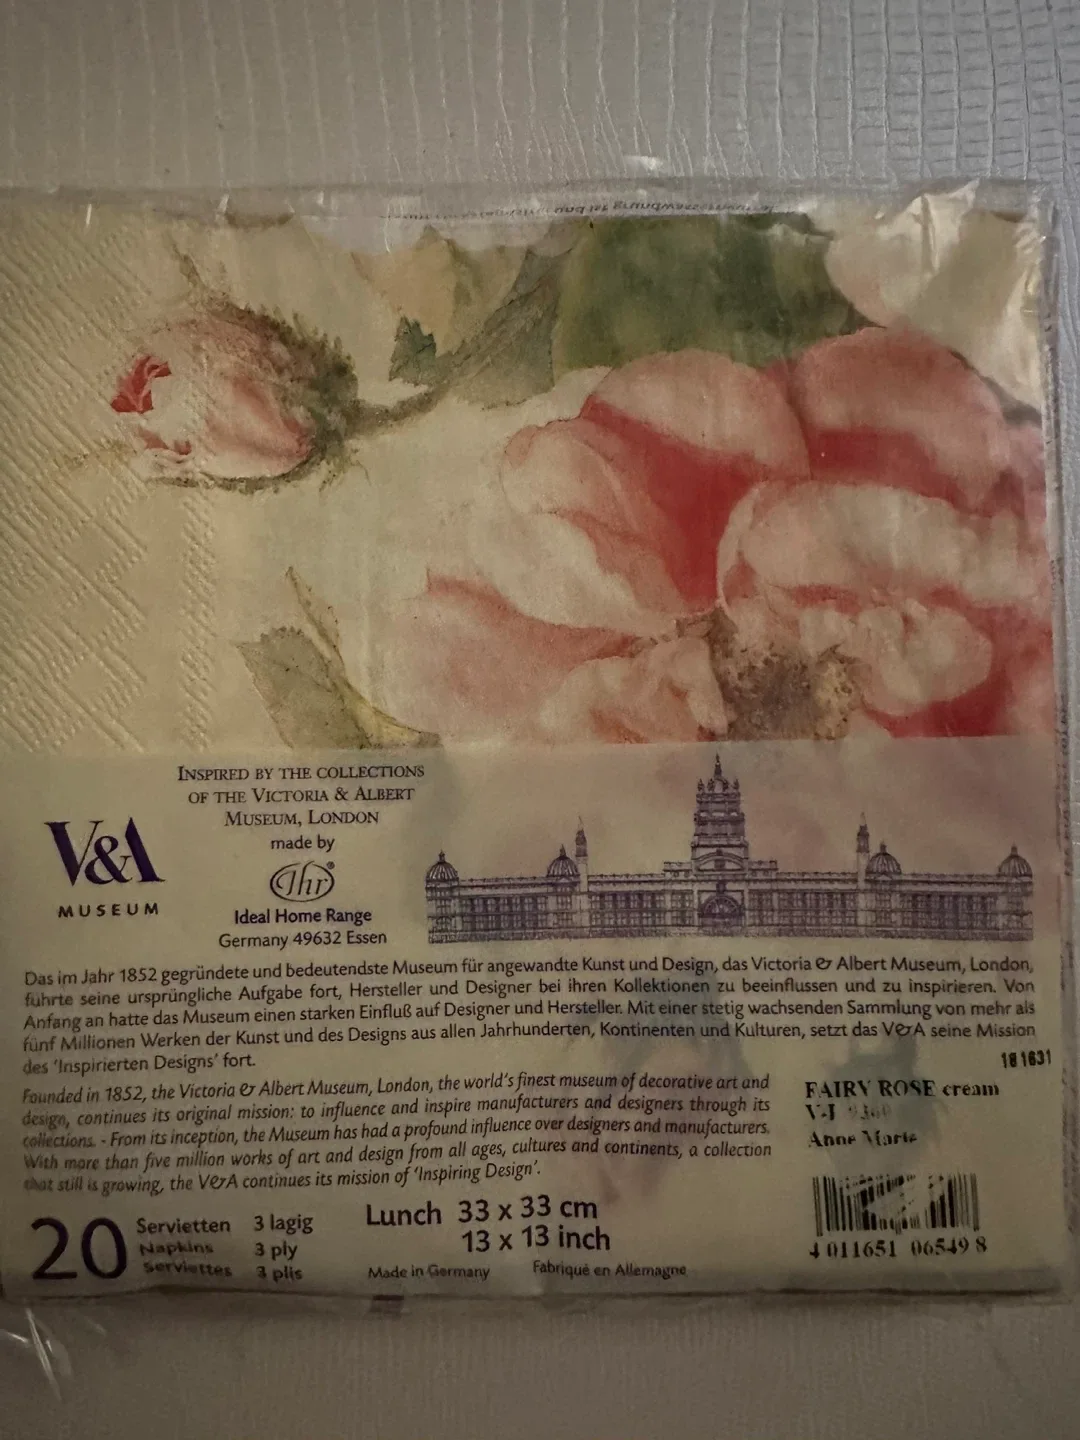 und ist
INSPIRED BY THE COLLECTIONS
OF THE VICTORIA & ALBERT
MUSEUM, LONDON
made by
Ihr®
Ideal Home Range
Germany 49632 Essen
V&A
MUSEUM
Das im Jahr 1852 gegründete und bedeutendste Museum für angewandte Kunst und Design, das Victoria & Albert Museum, London,
führte seine ursprüngliche Aufgabe fort, Hersteller und Designer bei ihren Kollektionen zu beeinflussen und zu inspirieren. Von
Anfang an hatte das Museum einen starken Einfluß auf Designer und Hersteller. Mit einer stetig wachsenden Sammlung von mehr als
fünf Millionen Werken der Kunst und des Designs aus allen Jahrhunderten, Kontinenten und Kulturen, setzt das V&A seine Mission
des 'Inspirierten Designs' fort.
181631
Founded in 1852, the Victoria & Albert Museum, London, the world's finest museum of decorative art and
design, continues its original mission: to influence and inspire manufacturers and designers through its
collections. - From its inception, the Museum has had a profound influence over designers and manufacturers.
With more than five million works of art and design from all ages, cultures and continents, a collection
that still is growing, the V&A continues its mission of 'Inspiring Design'.
FAIRY ROSE cream
V-J
Anne Marie
4 011651 065498
20
Servietten 3 lagig
Napkins 3 ply
Serviettes 3 plis
Lunch 33 x 33 cm
13 x 13 inch
Made in Germany Fabriqué en Allemagne